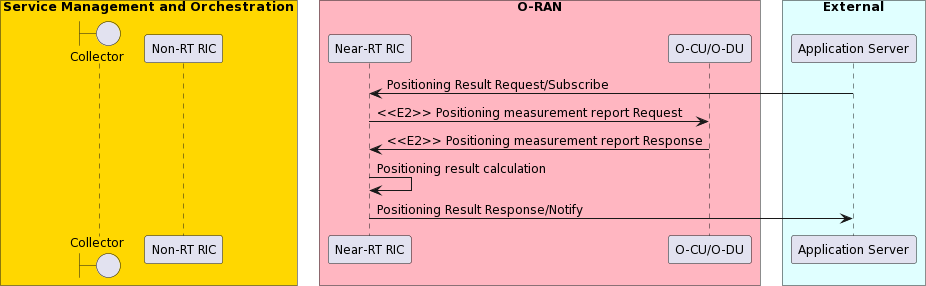 Service Management and Orchestration
O-RAN
External
Collector
Non-RT RIC
Near-RT RIC
O-CU/O-DU
Application Server
Positioning Result Request/Subscribe
<<E2>> Positioning measurement report Request
<<E2>> Positioning measurement report Response
Positioning result calculation
Positioning Result Response/Notify
Collector
Non-RT RIC
Near-RT RIC
O-CU/O-DU
Application Server